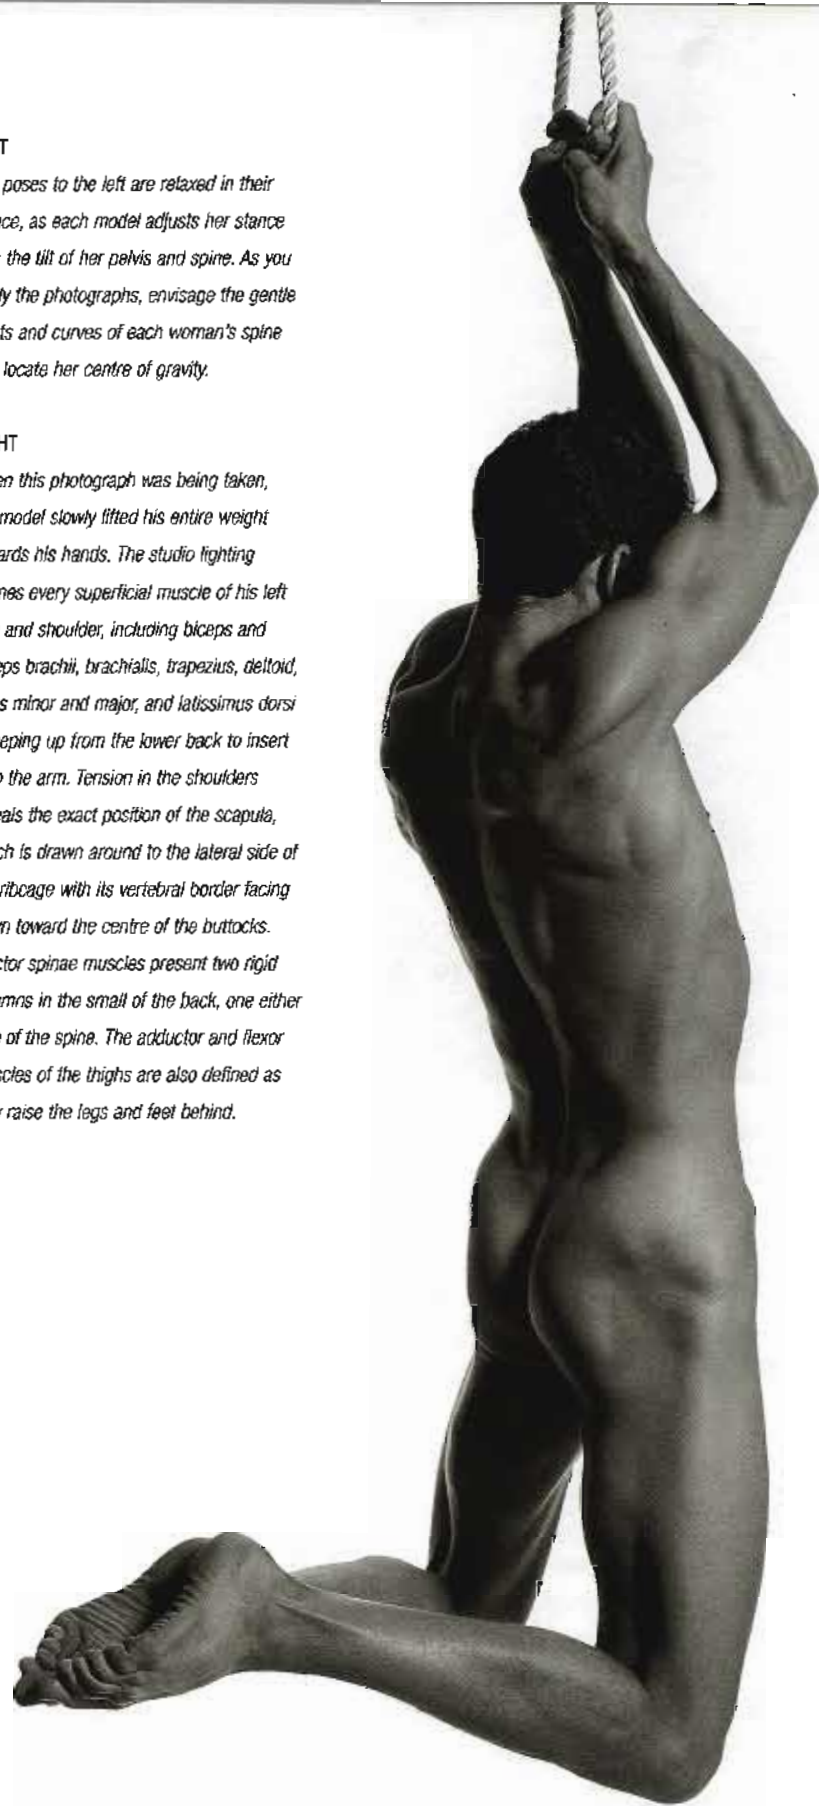 T
poses to the left are relaxed in their
ce, as each model adjusts her stance
the tilt of her pelvis and spine. As you
y the photographs, envisage the gentle
ts and curves of each woman's spine
locate her centre of gravity.
HT
en this photograph was being taken,
model slowly lifted his entire weight
ards his hands. The studio lighting
nes every superficial muscle of his left
and shoulder, including biceps and
eps brachii, brachialis, trapezius, deltoid,
s minor and major, and latissimus dorsi
eping up from the lower back to insert
o the arm. Tension in the shoulders
eals the exact position of the scapula,
ch is drawn around to the lateral side of
ribcage with its vertebral border facing
n toward the centre of the buttocks.
ctor spinae muscles present two rigid
mns in the small of the back, one either
e of the spine. The adductor and flexor
scles of the thighs are also defined as
y raise the legs and feet behind.